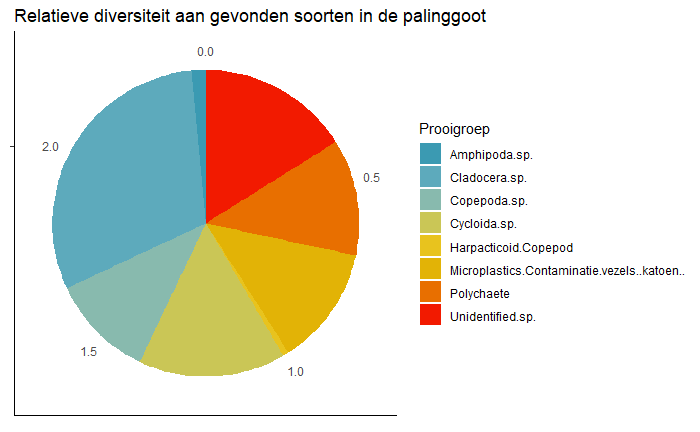 Relatieve diversiteit aan gevonden soorten in de palinggoot
0.0
0.5
1.0
1.5
2.0
Prooigroep
Amphipoda.sp.
Cladocera.sp.
Copepoda.sp.
Cycloida.sp.
Harpacticoid.Copepod
Microplastics.Contaminatie.vezels..katoen..
Polychaete
Unidentified.sp.